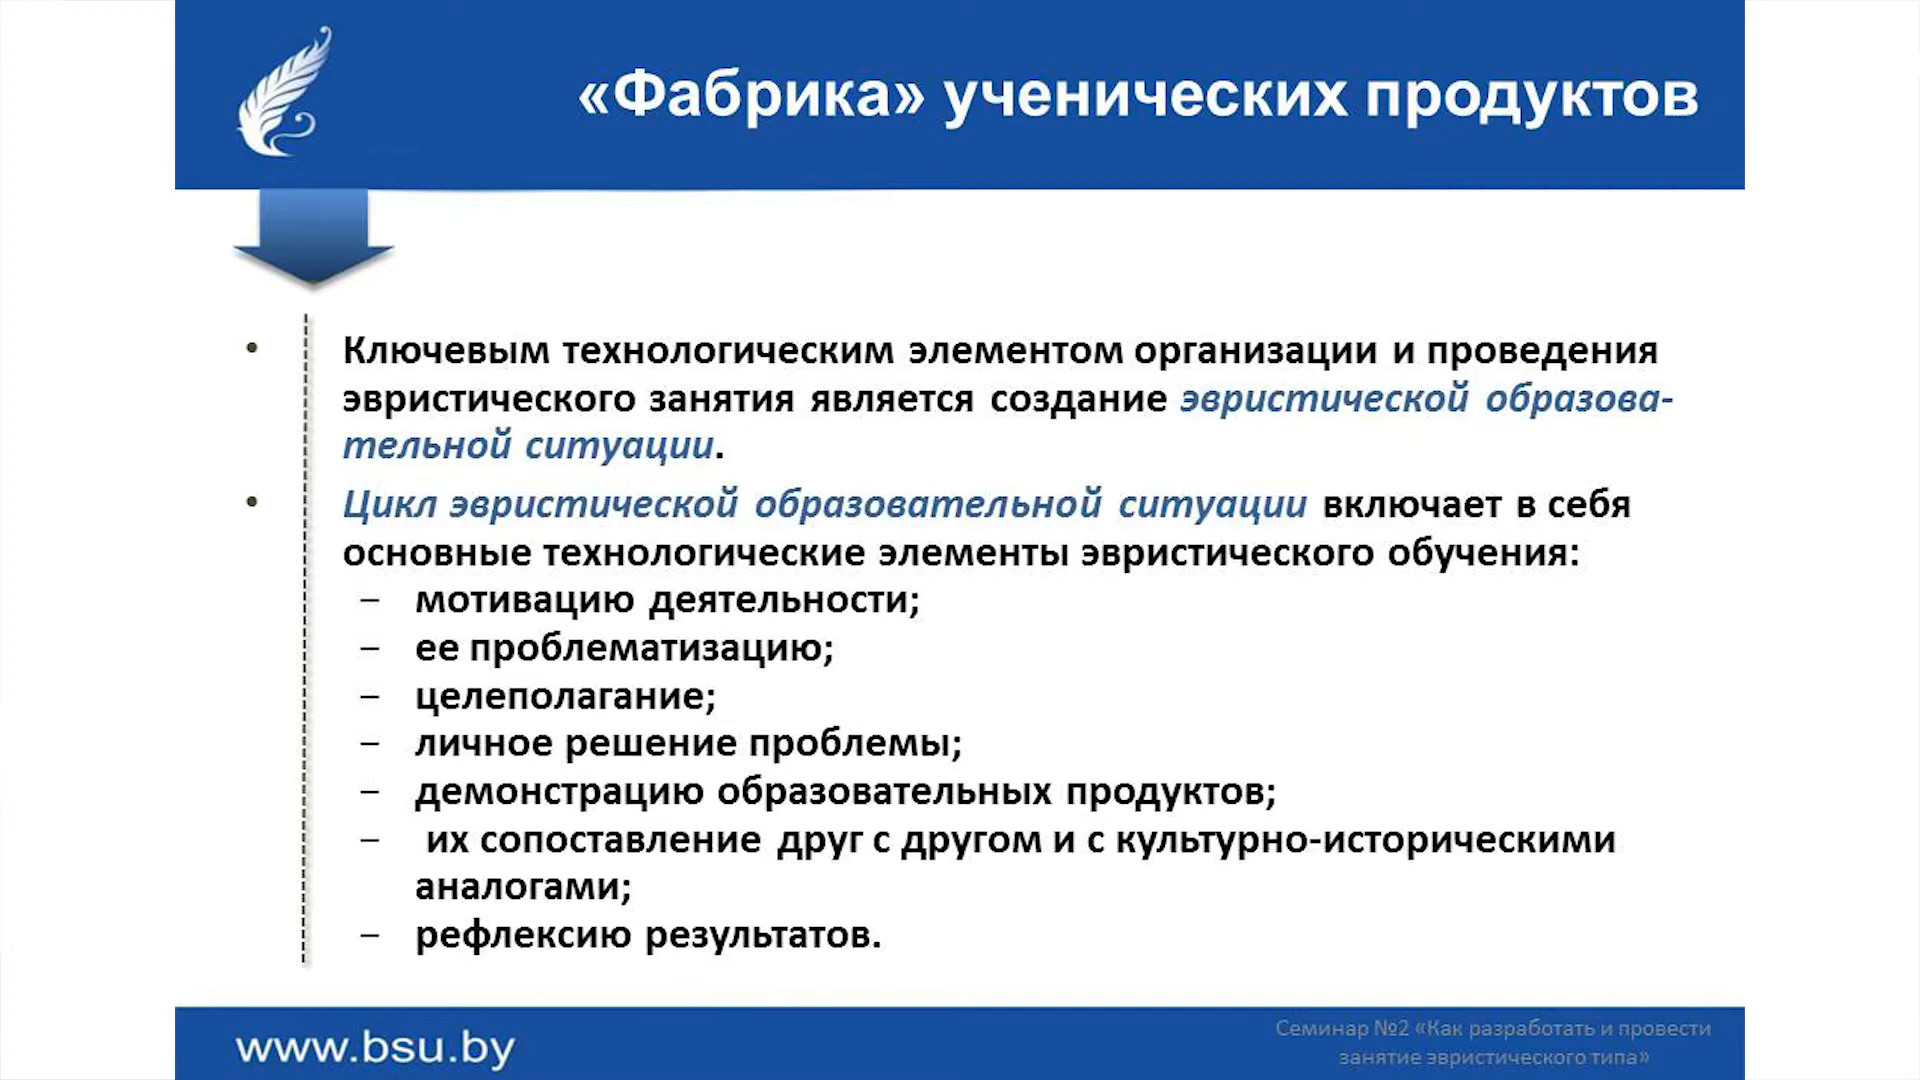 «Фабрика» ученических продуктов
• Ключевым технологическим элементом организации и проведения
эвристического занятия является создание эвристической образова-
тельной ситуации.
• Цикл эвристической образовательной ситуации включает в себя
основные технологические элементы эвристического обучения:
– мотивацию деятельности;
– ее проблематизацию;
– целеполагание;
– личное решение проблемы;
– демонстрацию образовательных продуктов;
– их сопоставление друг с другом и с культурно-историческими
аналогами;
– рефлексию результатов.
www.bsu.by
Семинар №2 «Как разработать и провести
занятие эвристического типа»